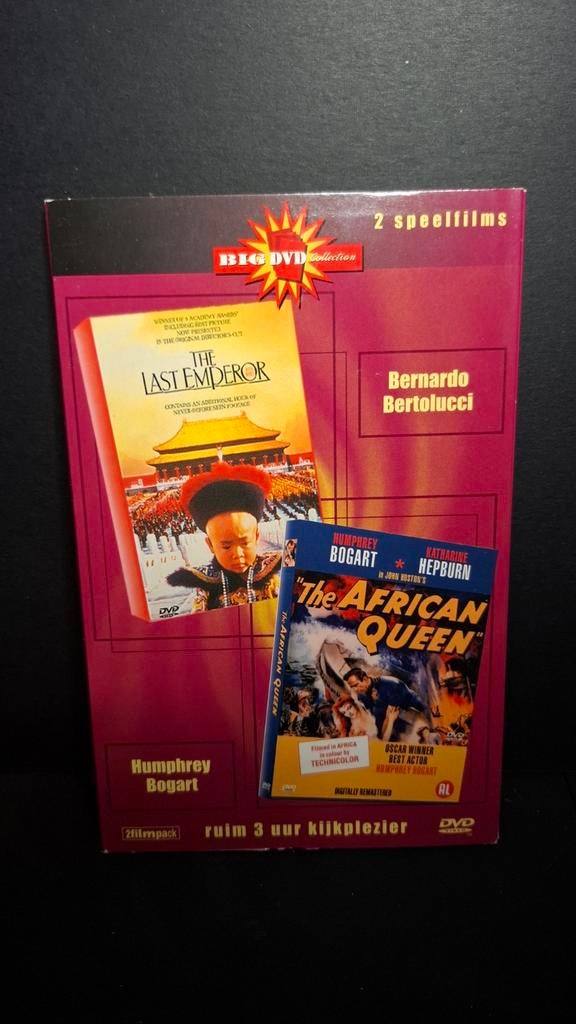 2 speelfilms
BIG DVD Collection
WINNER OF 9 ACADEMY AWARDS
INCLUDING BEST PICTURE
NOW PRESENTED
IN THE ORIGINAL DIRECTOR'S CUT
THE
LAST EMPEROR
CONTAINS AN ADDITIONAL HOUR OF
NEVER-BEFORE-SEEN FOOTAGE
DVD
Bernardo
Bertolucci
HUMPHREY
BOGART
*
KATHARINE
HEPBURN
in JOHN HUSTON'S
"The AFRICAN
QUEEN"
THE AFRICAN QUEEN
Filmed in AFRICA
in colour by
TECHNICOLOR
OSCAR WINNER
BEST ACTOR
HUMPHREY BOGART
DVD
DIGITALLY REMASTERED
AL
Humphrey
Bogart
2filmpack
ruim 3 uur kijkplezier
DVD
VIDEO